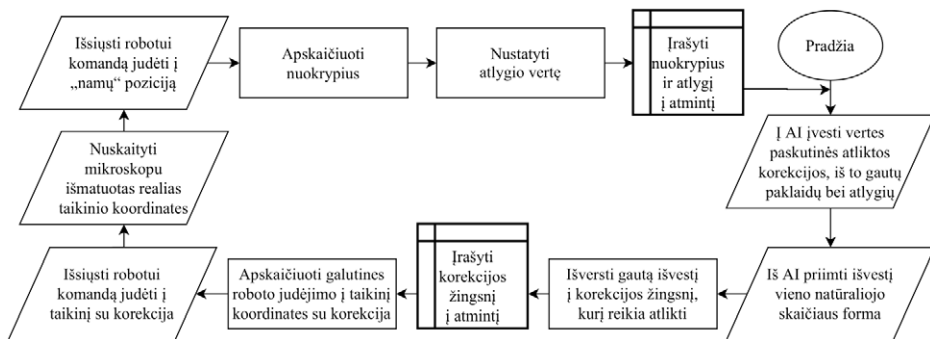 Išsiųsti robotui
komandą judėti į
„namų“ poziciją
Apskaičiuoti
nuokrypius
Nustatyti
atlygio vertę
Įrašyti
nuokrypius
ir atlygį
į atmintį
Pradžia
Į AI įvesti vertes
paskutinės atliktos
korekcijos, iš to gautų
paklaidų bei atlygių
Iš AI priimti išvestį
vieno natūraliojo
skaičiaus forma
Išversti gautą išvestį
į korekcijos žingsnį,
kurį reikia atlikti
Įrašyti
korekcijos
žingsnį
į atmintį
Apskaičiuoti galutines
roboto judėjimo į taikinį
koordinates su korekcija
Išsiųsti robotui
komandą judėti į
taikinį su korekcija
Nuskaityti
mikroskopu
išmatuotas realias
taikinio koordinates